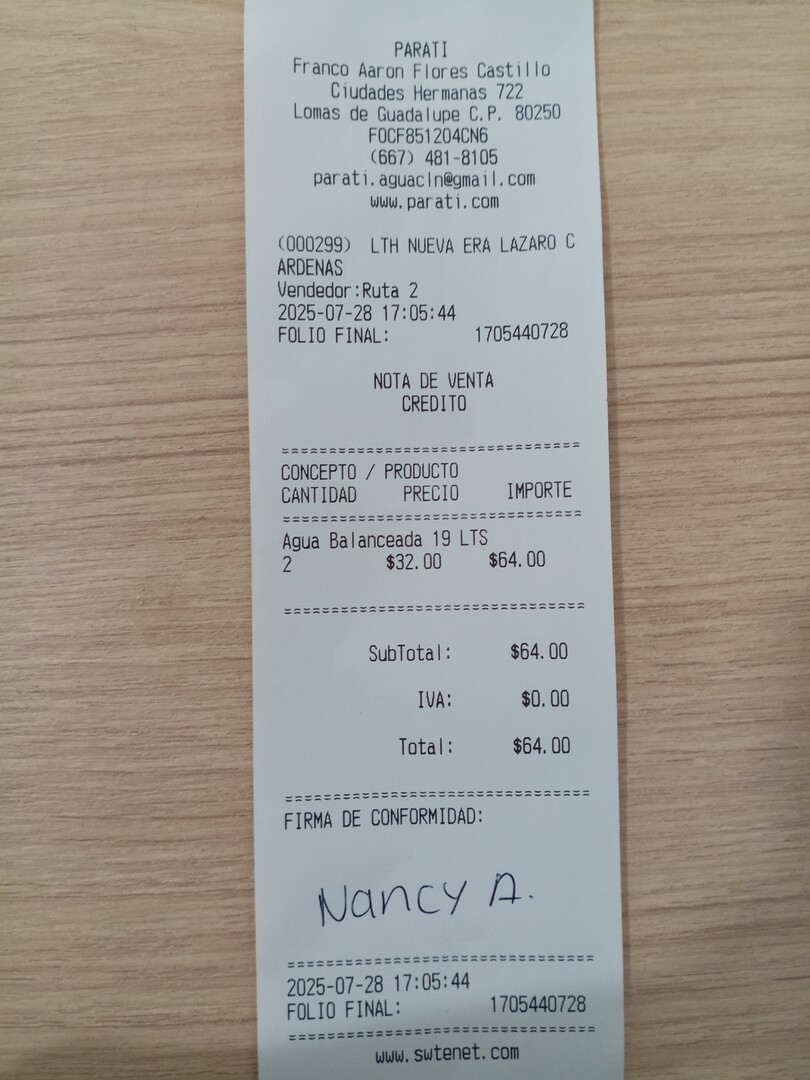 PARATI
Franco Aaron Flores Castillo
Ciudades Hermanas 722
Lomas de Guadalupe C.P. 80250
FOCF851204CN6
(667) 481-8105
parati.aguacln@gmail.com
www.parati.com
(000299) LTH NUEVA ERA LAZARO C
ARDENAS
Vendedor:Ruta 2
2025-07-28 17:05:44
FOLIO FINAL: 1705440728
NOTA DE VENTA
CREDITO
===============================
CONCEPTO / PRODUCTO
CANTIDAD PRECIO IMPORTE
===============================
Agua Balanceada 19 LTS
2 $32.00 $64.00
===============================
SubTotal: $64.00
IVA: $0.00
Total: $64.00
===============================
FIRMA DE CONFORMIDAD:
Nancy A.
===============================
2025-07-28 17:05:44
FOLIO FINAL: 1705440728
===============================
www.swtenet.com